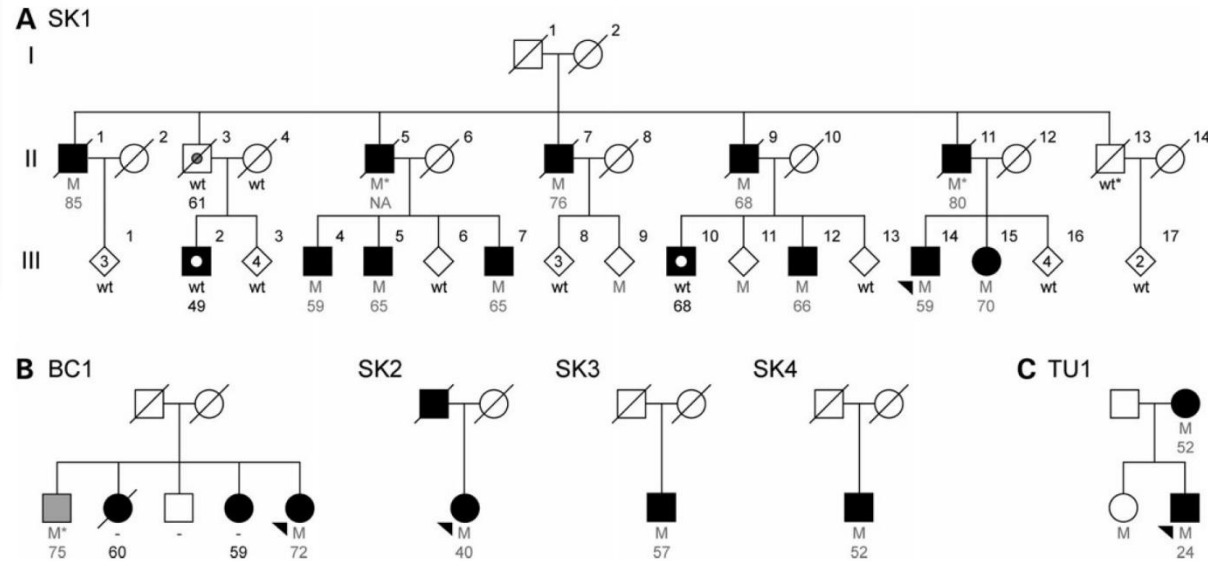 A SK1
1 2
I
1 2 3 4 5 6 7 8 9 10 11 12 13 14
II
M wt wt M* M M M* wt*
85 61 NA 76 68 80
1 2 3 4 5 6 7 8 9 10 11 12 13 14 15 16 17
III
3 4 3 4 2
wt wt wt M M wt M wt M wt M M wt M M wt wt
49 59 65 65 68 66 59 70
B BC1 SK2 SK3 SK4 C TU1
M
52
M* - - - M M M M M M
75 60 59 72 40 57 52 24